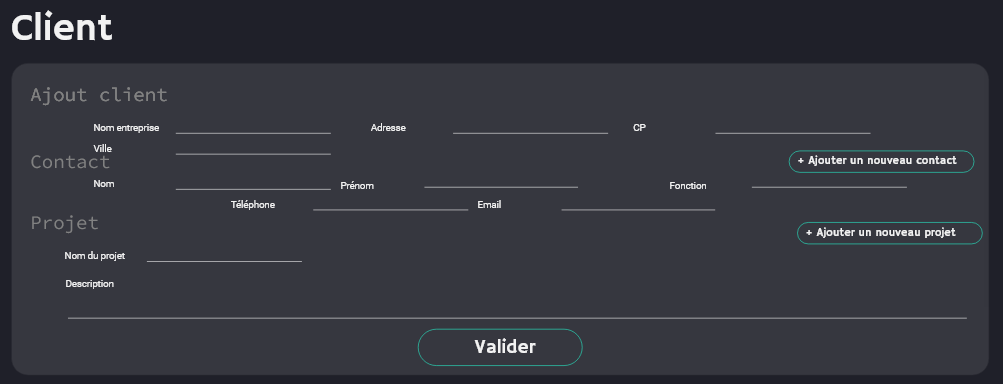 Client
Ajout client
Nom entreprise Adresse CP
Ville
Contact + Ajouter un nouveau contact
Nom Prénom Fonction
Téléphone Email
Projet
+ Ajouter un nouveau projet
Nom du projet
Description
Valider